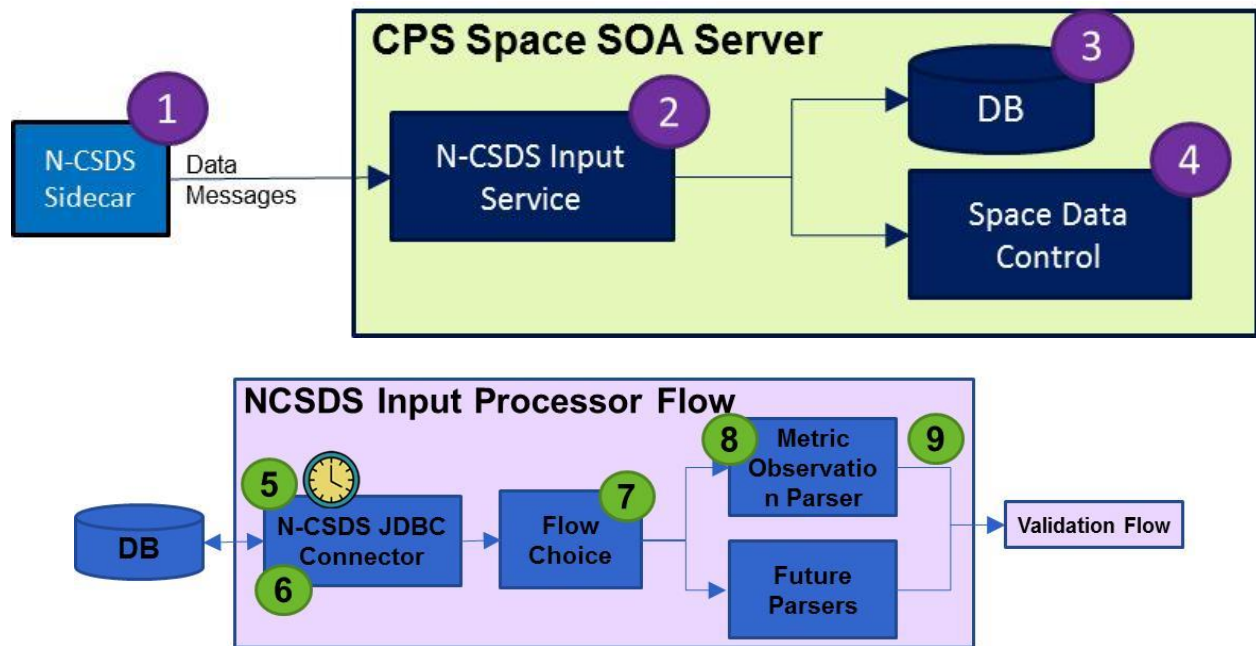 CPS Space SOA Server
1
2
3
4
N-CSDS
Sidecar
Data
Messages
N-CSDS Input
Service
DB
Space Data
Control
NCSDS Input Processor Flow
5
6
7
8
9
DB
N-CSDS JDBC
Connector
Flow
Choice
Metric
Observatio
n Parser
Future
Parsers
Validation Flow